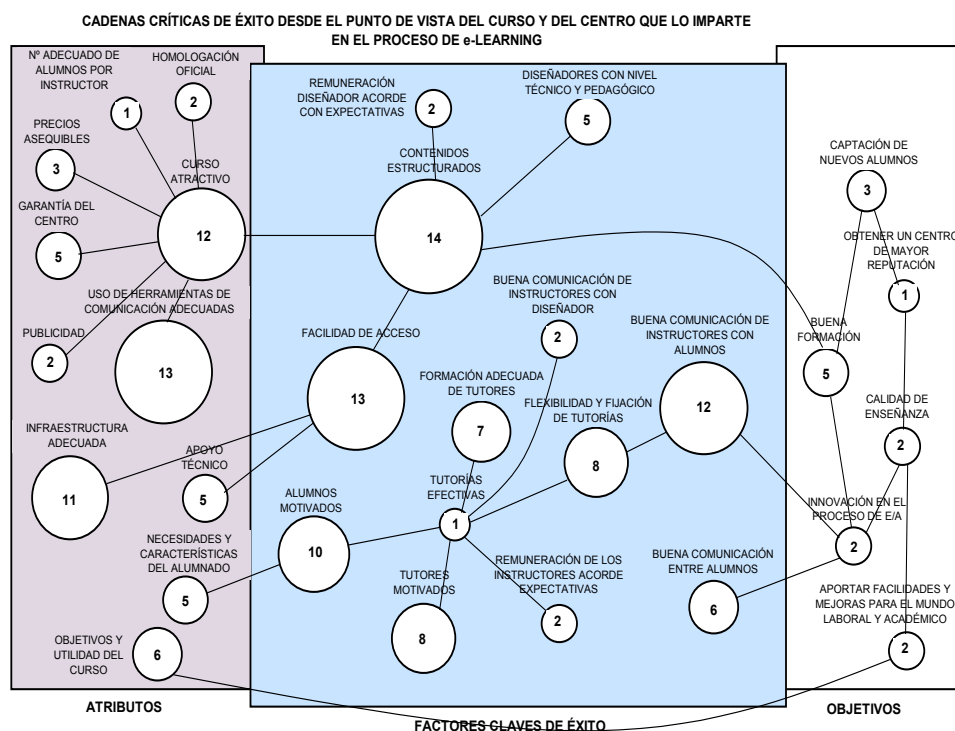 CADENAS CRÍTICAS DE ÉXITO DESDE EL PUNTO DE VISTA DEL CURSO Y DEL CENTRO QUE LO IMPARTE
EN EL PROCESO DE e-LEARNING
Nº ADECUADO DE
ALUMNOS POR
INSTRUCTOR
1
HOMOLOGACIÓN
OFICIAL
2
PRECIOS
ASEQUIBLES
3
CURSO
ATRACTIVO
12
GARANTÍA DEL
CENTRO
5
USO DE HERRAMIENTAS DE
COMUNICACIÓN ADECUADAS
13
PUBLICIDAD
2
INFRAESTRUCTURA
ADECUADA
11
APOYO
TÉCNICO
5
NECESIDADES Y
CARACTERÍSTICAS
DEL ALUMNADO
5
OBJETIVOS Y
UTILIDAD DEL
CURSO
6
ATRIBUTOS
REMUNERACIÓN
DISEÑADOR ACORDE
CON EXPECTATIVAS
2
DISEÑADORES CON NIVEL
TÉCNICO Y PEDAGÓGICO
5
CONTENIDOS
ESTRUCTURADOS
14
BUENA COMUNICACIÓN DE
INSTRUCTORES CON
DISEÑADOR
2
FACILIDAD DE ACCESO
13
BUENA COMUNICACIÓN DE
INSTRUCTORES CON
ALUMNOS
12
FORMACIÓN ADECUADA
DE TUTORES
7
FLEXIBILIDAD Y FIJACIÓN
DE TUTORÍAS
8
TUTORÍAS
EFECTIVAS
1
ALUMNOS
MOTIVADOS
10
TUTORES
MOTIVADOS
8
REMUNERACIÓN DE LOS
INSTRUCTORES ACORDE
EXPECTATIVAS
2
BUENA COMUNICACIÓN
ENTRE ALUMNOS
6
FACTORES CLAVES DE ÉXITO
CAPTACIÓN DE
NUEVOS ALUMNOS
3
OBTENER UN CENTRO
DE MAYOR
REPUTACIÓN
1
BUENA
FORMACIÓN
5
CALIDAD DE
ENSEÑANZA
2
INNOVACIÓN EN EL
PROCESO DE E/A
2
APORTAR FACILIDADES Y
MEJORAS PARA EL MUNDO
LABORAL Y ACADÉMICO
2
OBJETIVOS